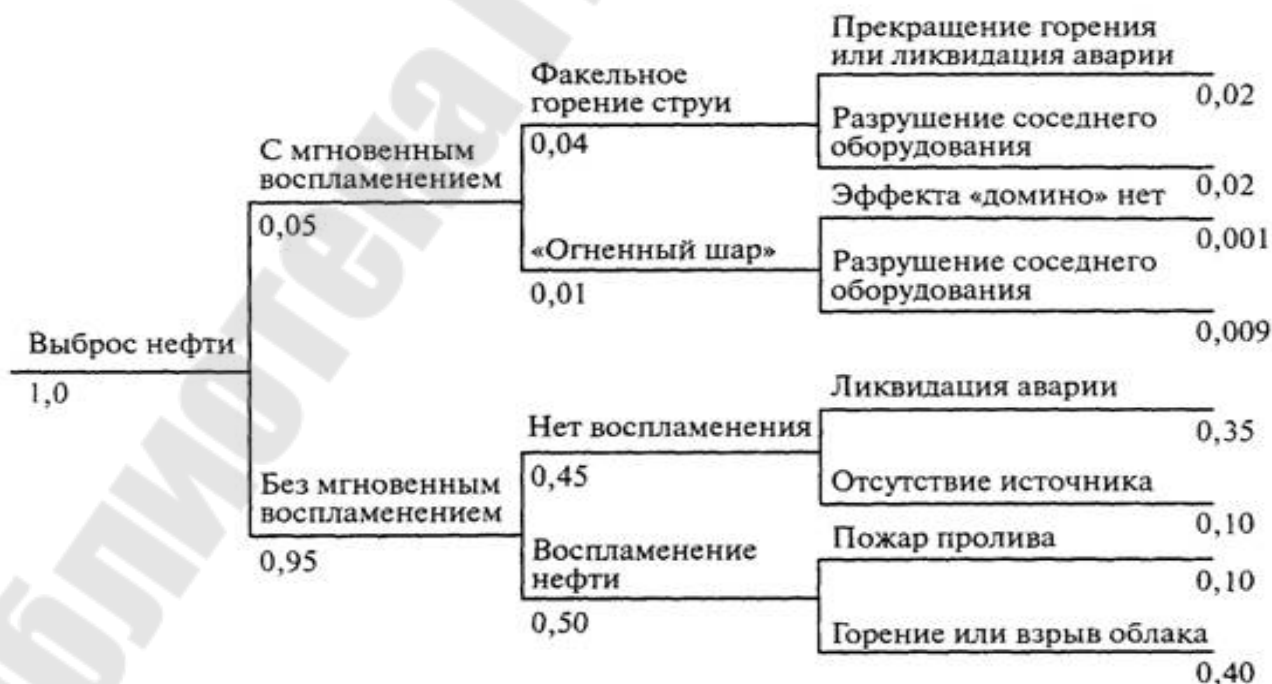 Выброс нефти
1,0
С мгновенным
воспламенением
0,05
Факельное
горение струи
0,04
Прекращение горения
или ликвидация аварии
0,02
Разрушение соседнего
оборудования
0,02
«Огненный шар»
0,01
Эффекта «домино» нет
0,001
Разрушение соседнего
оборудования
0,009
Без мгновенным
воспламенением
0,95
Нет воспламенения
0,45
Ликвидация аварии
0,35
Отсутствие источника
0,10
Воспламенение
нефти
0,50
Пожар пролива
0,10
Горение или взрыв облака
0,40